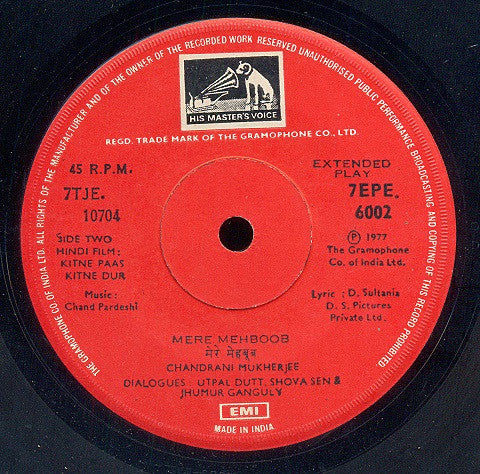 HIS MASTER'S VOICE
REGD. TRADE MARK OF THE GRAMOPHONE CO., LTD.
THE GRAMOPHONE CO OF INDIA LTD. ALL RIGHTS OF THE MANUFACTURER AND OF THE OWNER OF THE RECORDED WORK RESERVED UNAUTHORISED PUBLIC PERFORMANCE BROADCASTING AND COPYING OF THIS RECORD PROHIBITED
45 R.P.M.
7TJE.
10704
EXTENDED
PLAY
7EPE.
6002
SIDE TWO
HINDI FILM:
KITNE PAAS
KITNE DUR
Music:
Chand Pardeshi
Ⓟ 1977
The Gramophone
Co. of India Ltd.
Lyric : D. Sultania
D. S. Pictures
Private Ltd.
MERE MEHBOOB
मेरे मेहबूब
CHANDRANI MUKHERJEE
DIALOGUES UTPAL DUTT, SHOVA SEN &
JHUMUR GANGULY
EMI
MADE IN INDIA